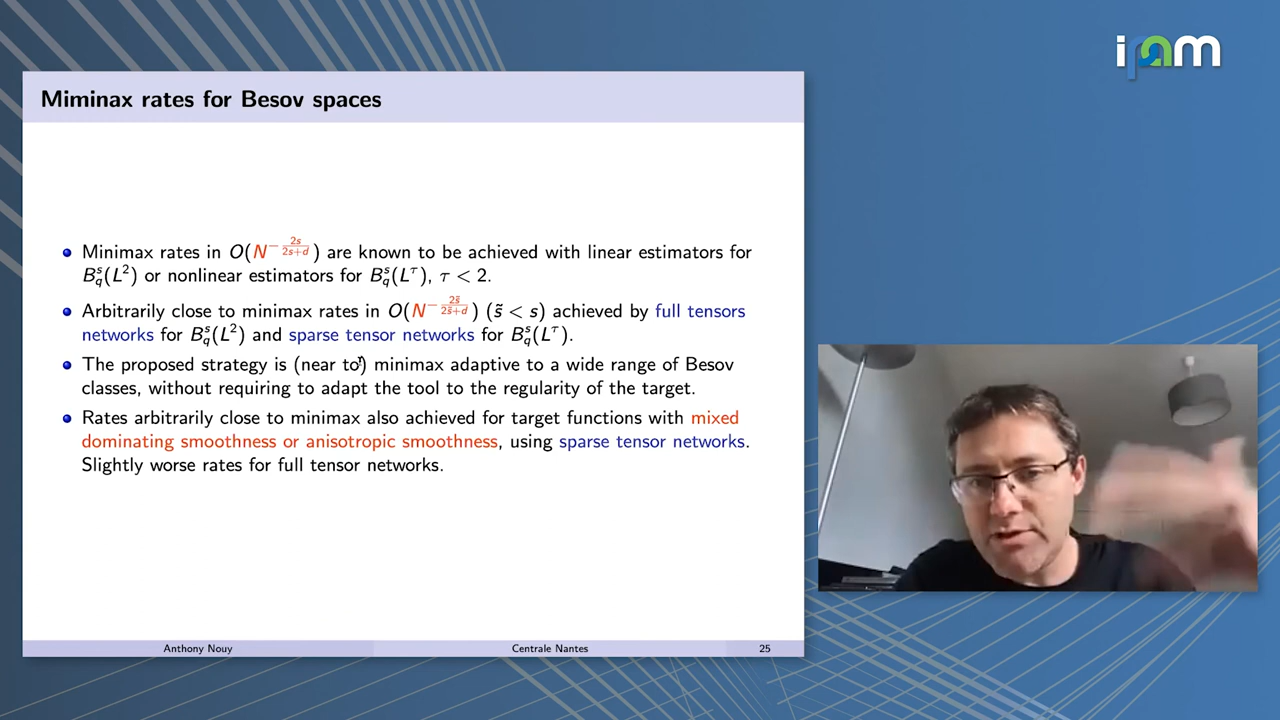 ipam
Miminax rates for Besov spaces
Minimax rates in O(N^{-\frac{2s}{2s+d}}) are known to be achieved with linear estimators for
B^s_q(L^2) or nonlinear estimators for B^s_q(L^τ), τ < 2.
Arbitrarily close to minimax rates in O(N^{-\frac{2s̃}{2s̃+d}}) (s̃ < s) achieved by full tensors
networks for B^s_q(L^2) and sparse tensor networks for B^s_q(L^τ).
The proposed strategy is (near to) minimax adaptive to a wide range of Besov
classes, without requiring to adapt the tool to the regularity of the target.
Rates arbitrarily close to minimax also achieved for target functions with mixed
dominating smoothness or anisotropic smoothness, using sparse tensor networks.
Slightly worse rates for full tensor networks.
Anthony Nouy Centrale Nantes 25